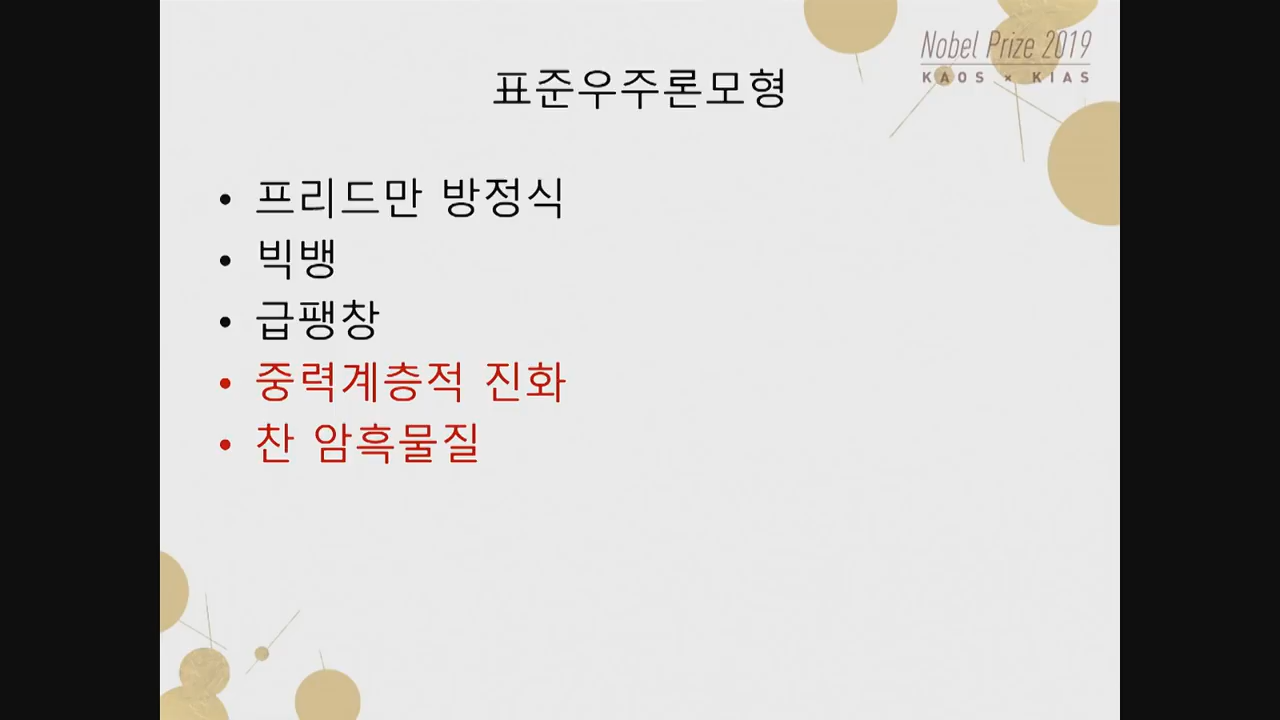 Nobel Prize 2019
KAOS × KIAS
표준우주론모형
• 프리드만 방정식
• 빅뱅
• 급팽창
• 중력계층적 진화
• 찬 암흑물질